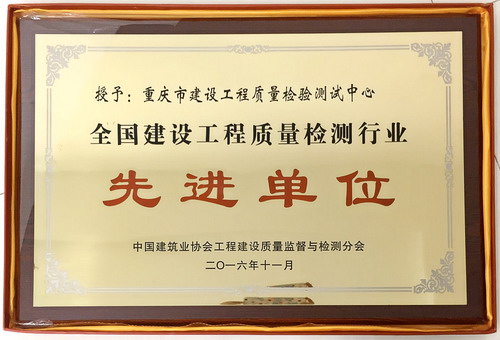 授予：重庆市建设工程质量检验测试中心
全国建设工程质量检测行业
先进单位
中国建筑业协会工程建设质量监督与检测分会
二〇一六年十一月